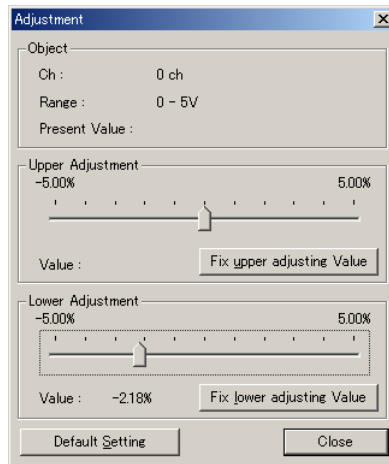 Adjustment
Object
Ch : 0 ch
Range : 0 - 5V
Present Value :
Upper Adjustment
-5.00% 5.00%
Value : Fix upper adjusting Value
Lower Adjustment
-5.00% 5.00%
Value : -2.18% Fix lower adjusting Value
Default Setting Close